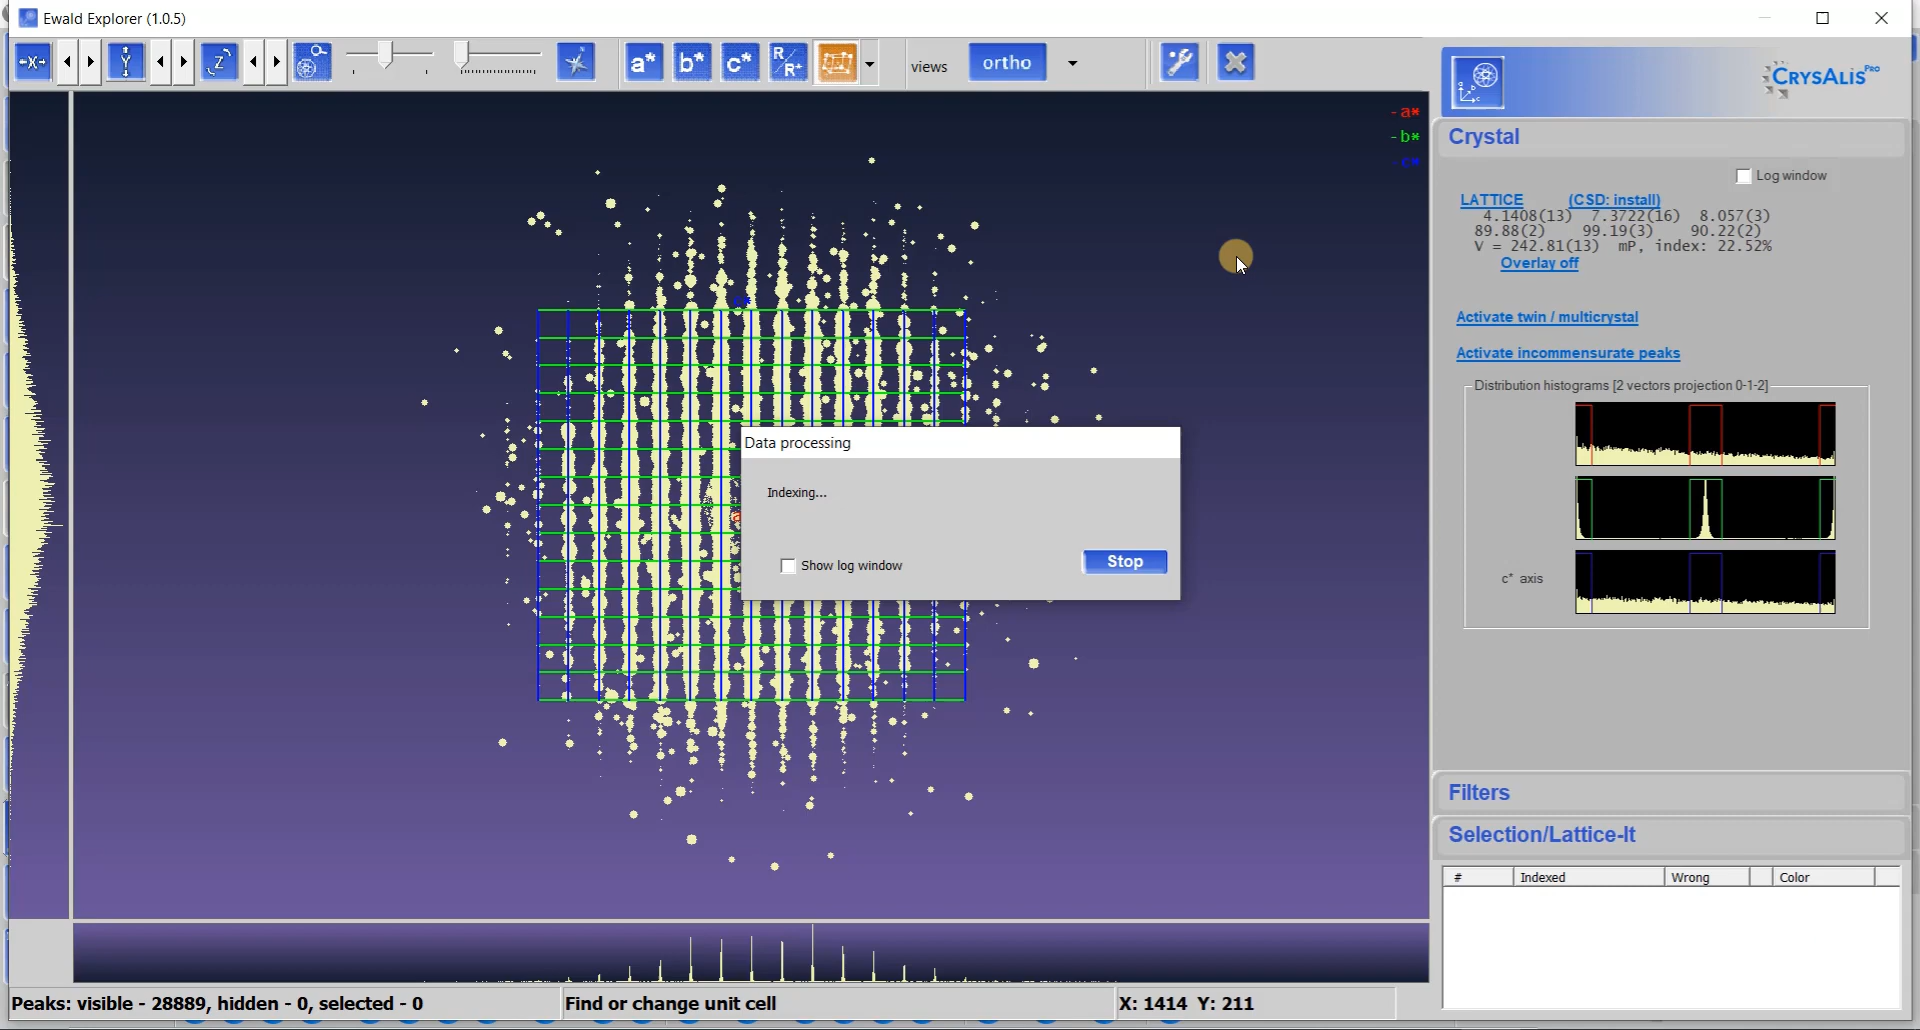 Ewald Explorer (1.0.5)
X Y Z a* b* c* R/R* views ortho
CRYSALIS PRO
-a*
-b*
-c*
Crystal
Log window
LATTICE (CSD: install)
4.1408(13) 7.3722(16) 8.057(3)
89.88(2) 99.19(3) 90.22(2)
V = 242.81(13) mP, index: 22.52%
Overlay off
Activate twin / multicrystal
Activate incommensurate peaks
Distribution histograms [2 vectors projection 0-1-2]
c* axis
c*
Data processing
Indexing...
Show log window
Stop
Filters
Selection/Lattice-It
# Indexed Wrong Color
Peaks: visible - 28889, hidden - 0, selected - 0
Find or change unit cell
X: 1414 Y: 211